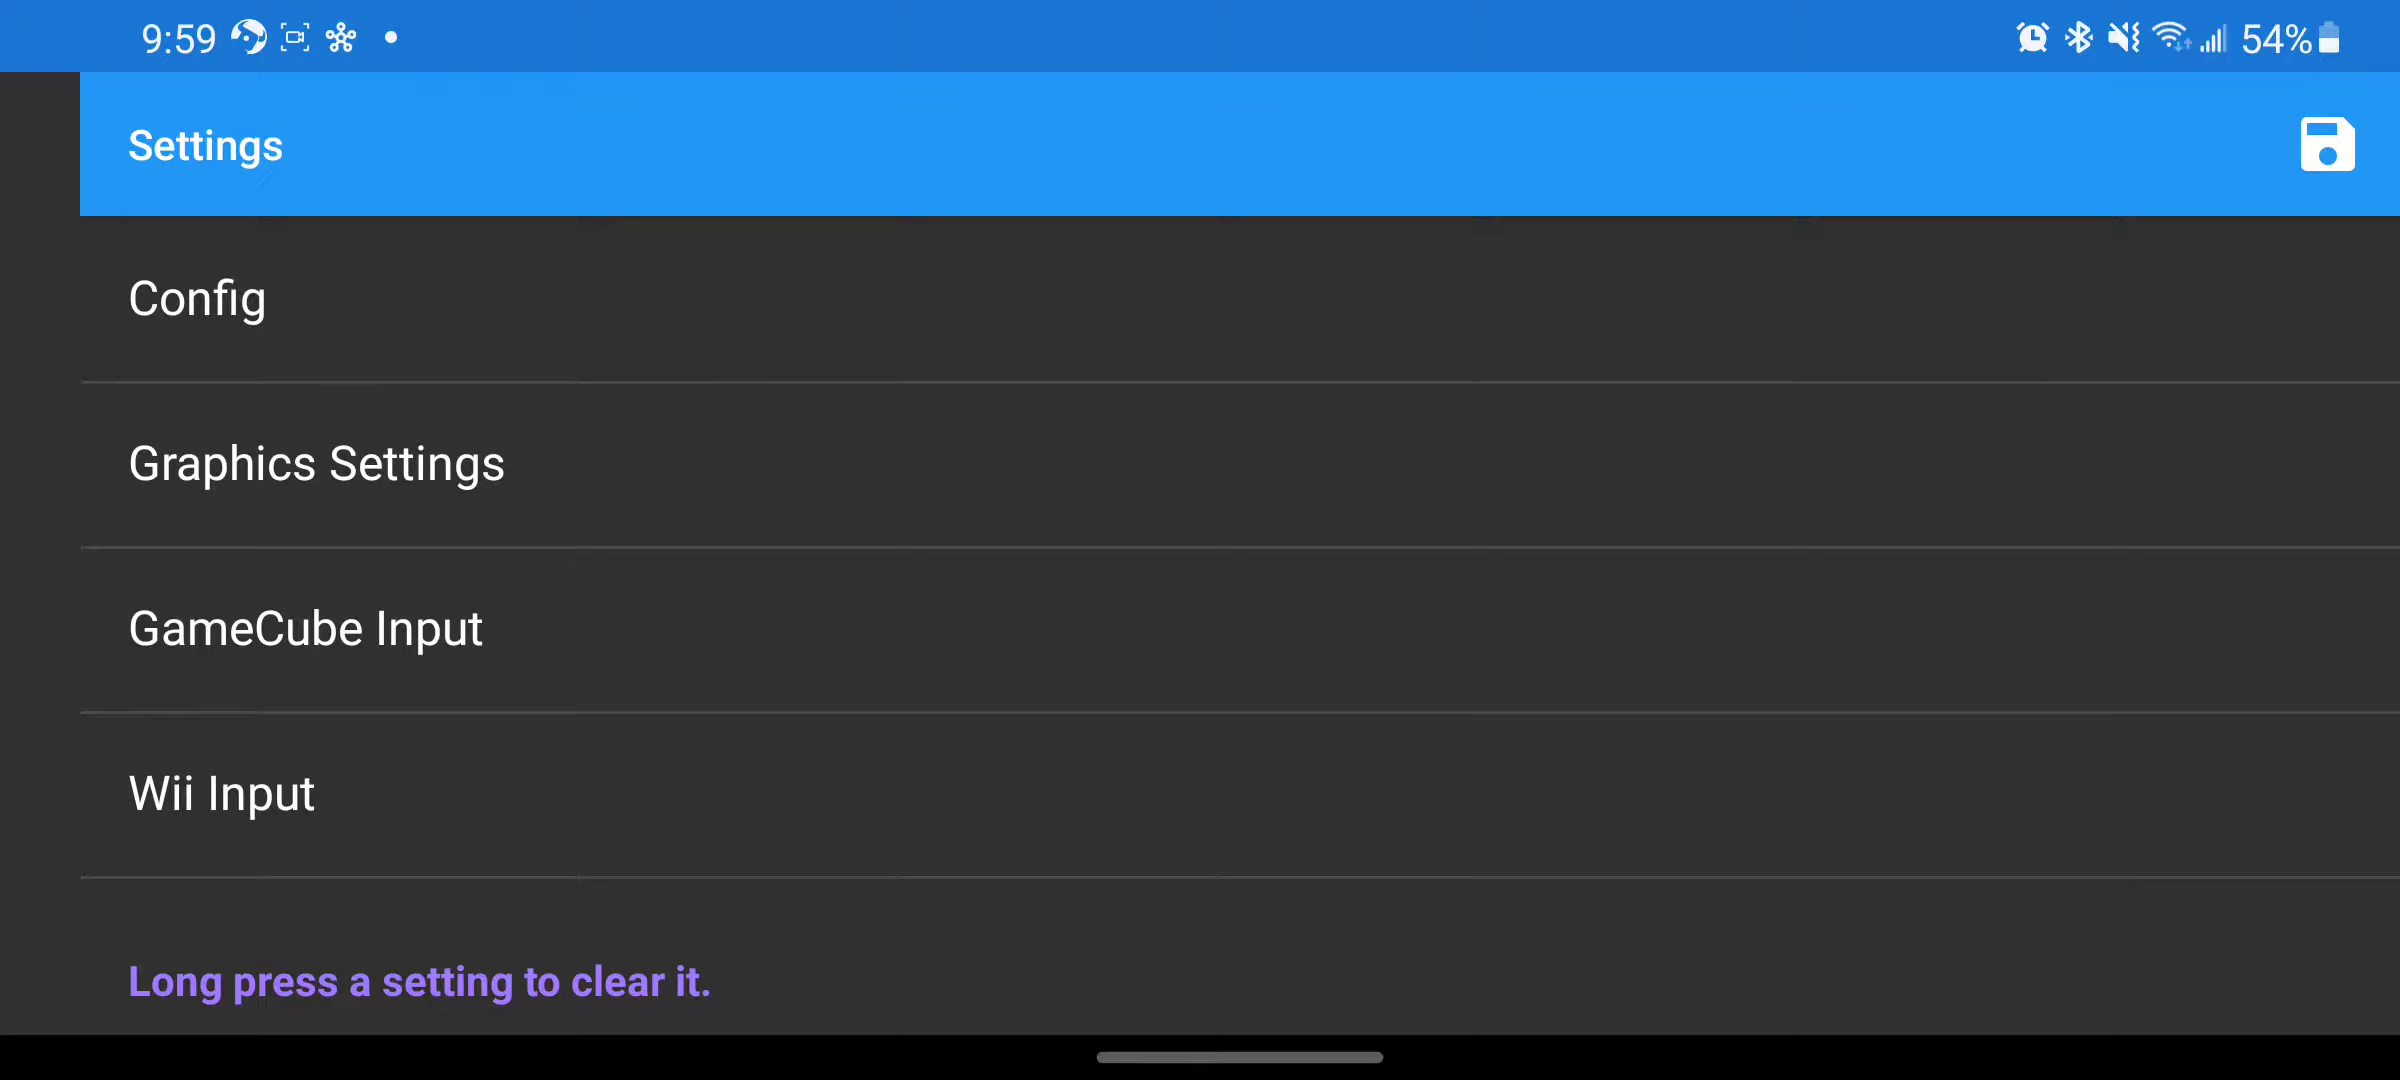 9:59 54%
Settings
Config
Graphics Settings
GameCube Input
Wii Input
Long press a setting to clear it.